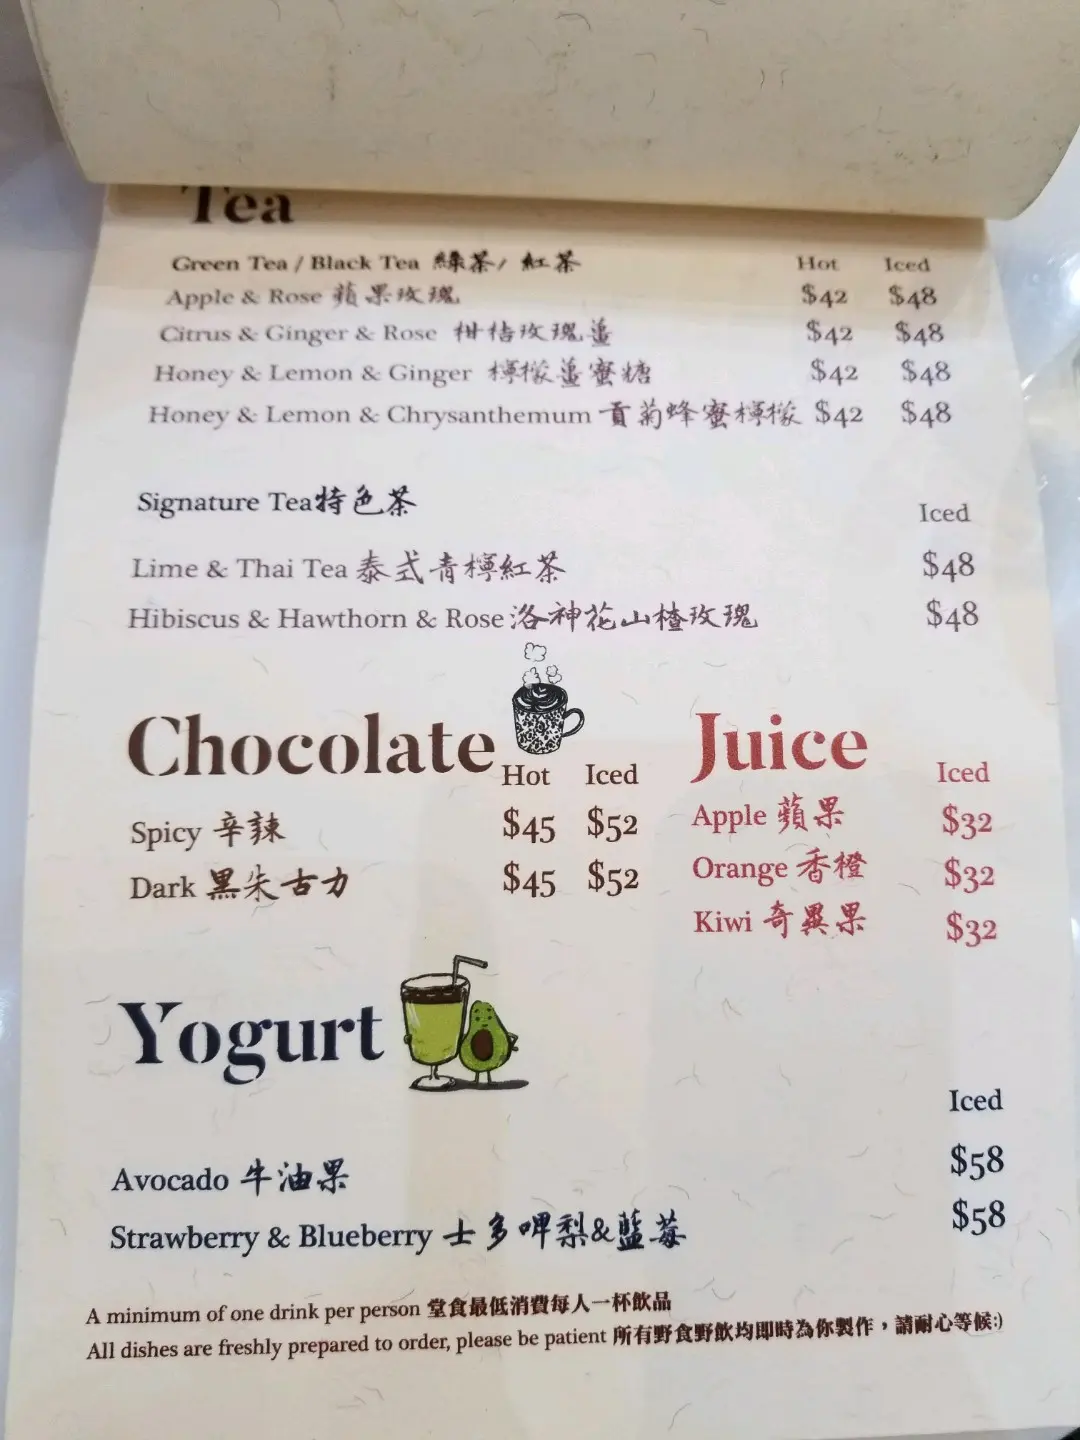 Tea
Green Tea / Black Tea 綠茶/紅茶 Hot Iced
Apple & Rose 蘋果玫瑰 $42 $48
Citrus & Ginger & Rose 柑桔玫瑰薑 $42 $48
Honey & Lemon & Ginger 檸檬薑蜜糖 $42 $48
Honey & Lemon & Chrysanthemum 貢菊蜂蜜檸檬 $42 $48
Signature Tea特色茶 Iced
Lime & Thai Tea 泰式青檸紅茶 $48
Hibiscus & Hawthorn & Rose 洛神花山楂玫瑰 $48
Chocolate Hot Iced
Spicy 辛辣 $45 $52
Dark 黑朱古力 $45 $52
Juice Iced
Apple 蘋果 $32
Orange 香橙 $32
Kiwi 奇異果 $32
Yogurt
Iced
Avocado 牛油果 $58
Strawberry & Blueberry 士多啤梨&藍莓 $58
A minimum of one drink per person 堂食最低消費每人一杯飲品
All dishes are freshly prepared to order, please be patient 所有野食野飲均即時為你製作，請耐心等候:)